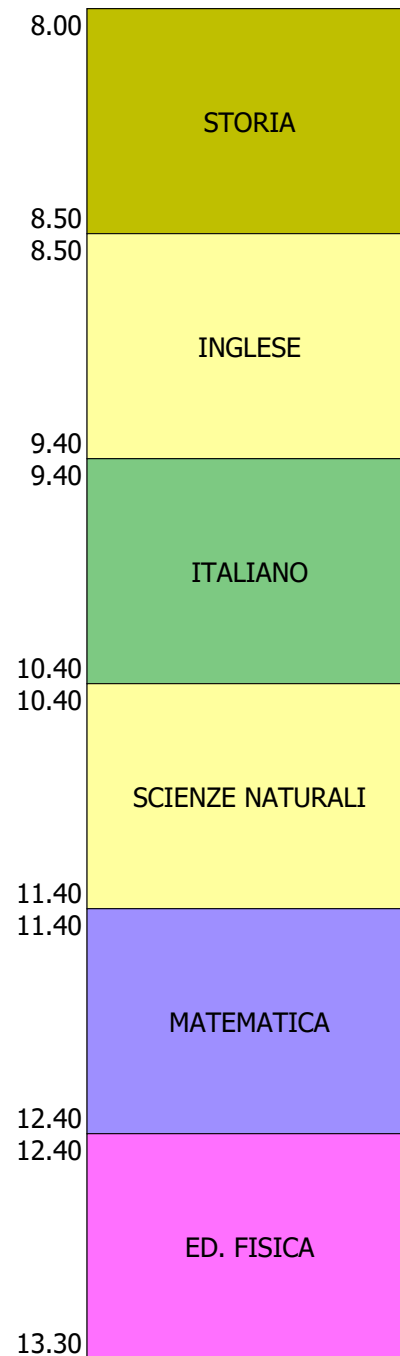 8.00
STORIA
8.50
8.50
INGLESE
9.40
9.40
ITALIANO
10.40
10.40
SCIENZE NATURALI
11.40
11.40
MATEMATICA
12.40
12.40
ED. FISICA
13.30